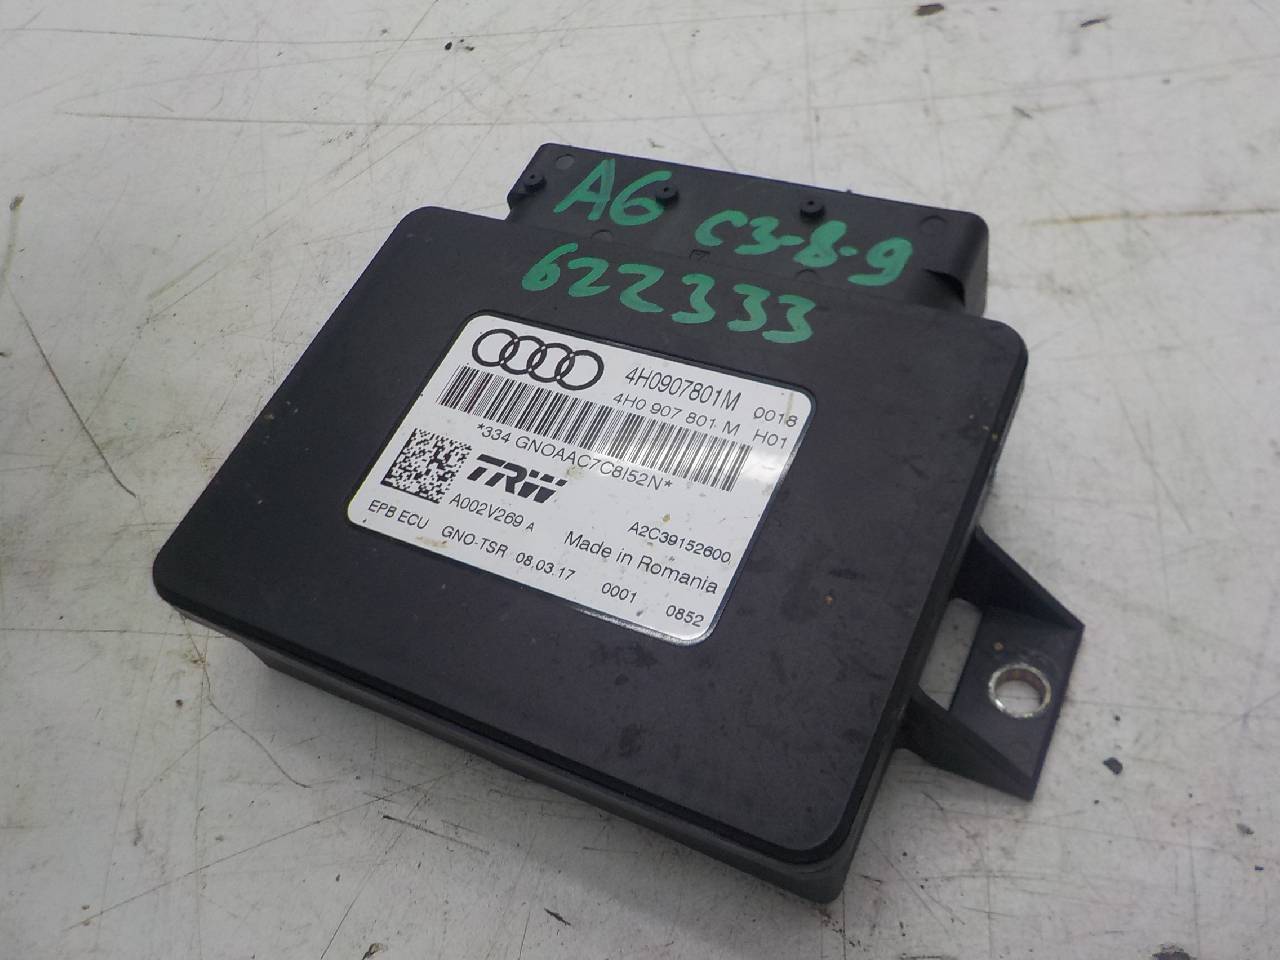 A6 C3-8-9
622333
4H0907801M 0018
4H0 907 801 M H01
*334 GNOAAC7C8I52N*
TRW
A002V269 A A2C39152600
EPB ECU GNO-TSR 08.03.17 Made in Romania
0001 0852